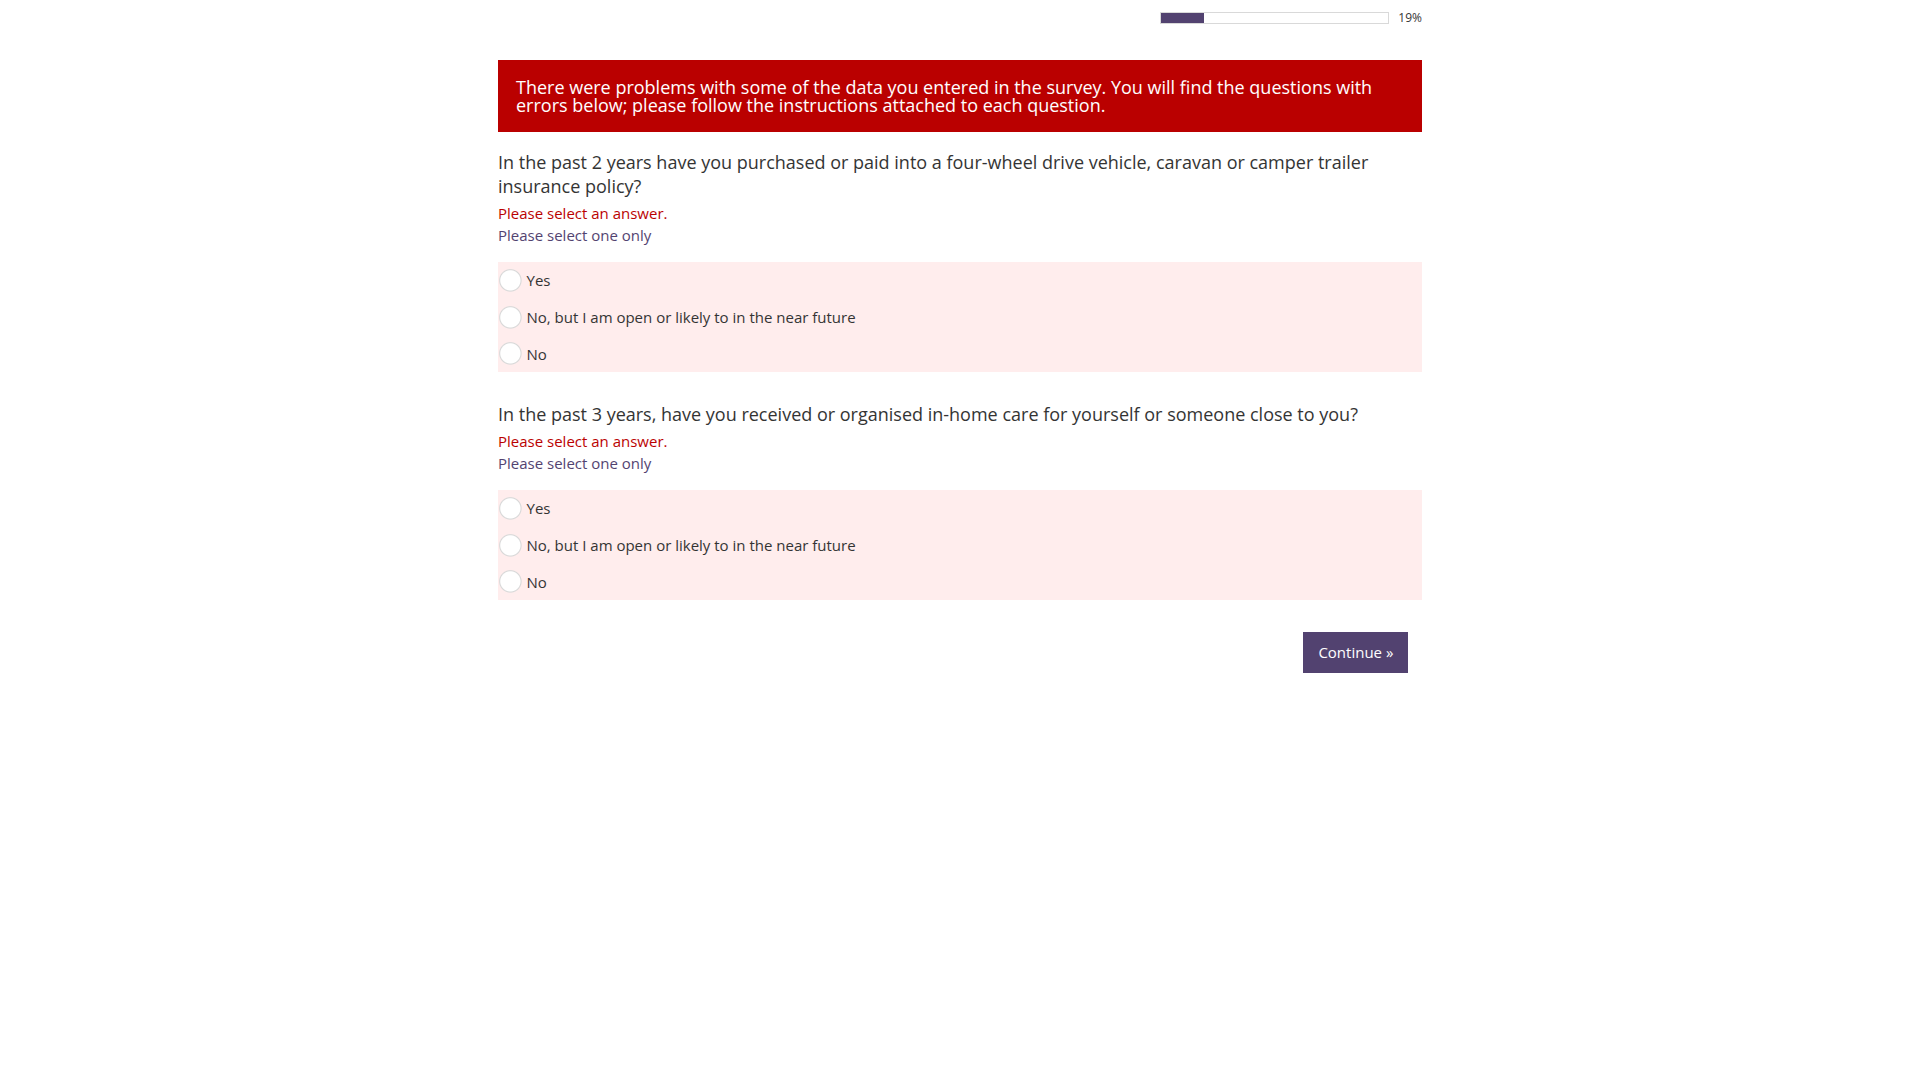 19%
There were problems with some of the data you entered in the survey. You will find the questions with
errors below; please follow the instructions attached to each question.
In the past 2 years have you purchased or paid into a four-wheel drive vehicle, caravan or camper trailer
insurance policy?
Please select an answer.
Please select one only
Yes
No, but I am open or likely to in the near future
No
In the past 3 years, have you received or organised in-home care for yourself or someone close to you?
Please select an answer.
Please select one only
Yes
No, but I am open or likely to in the near future
No
Continue »